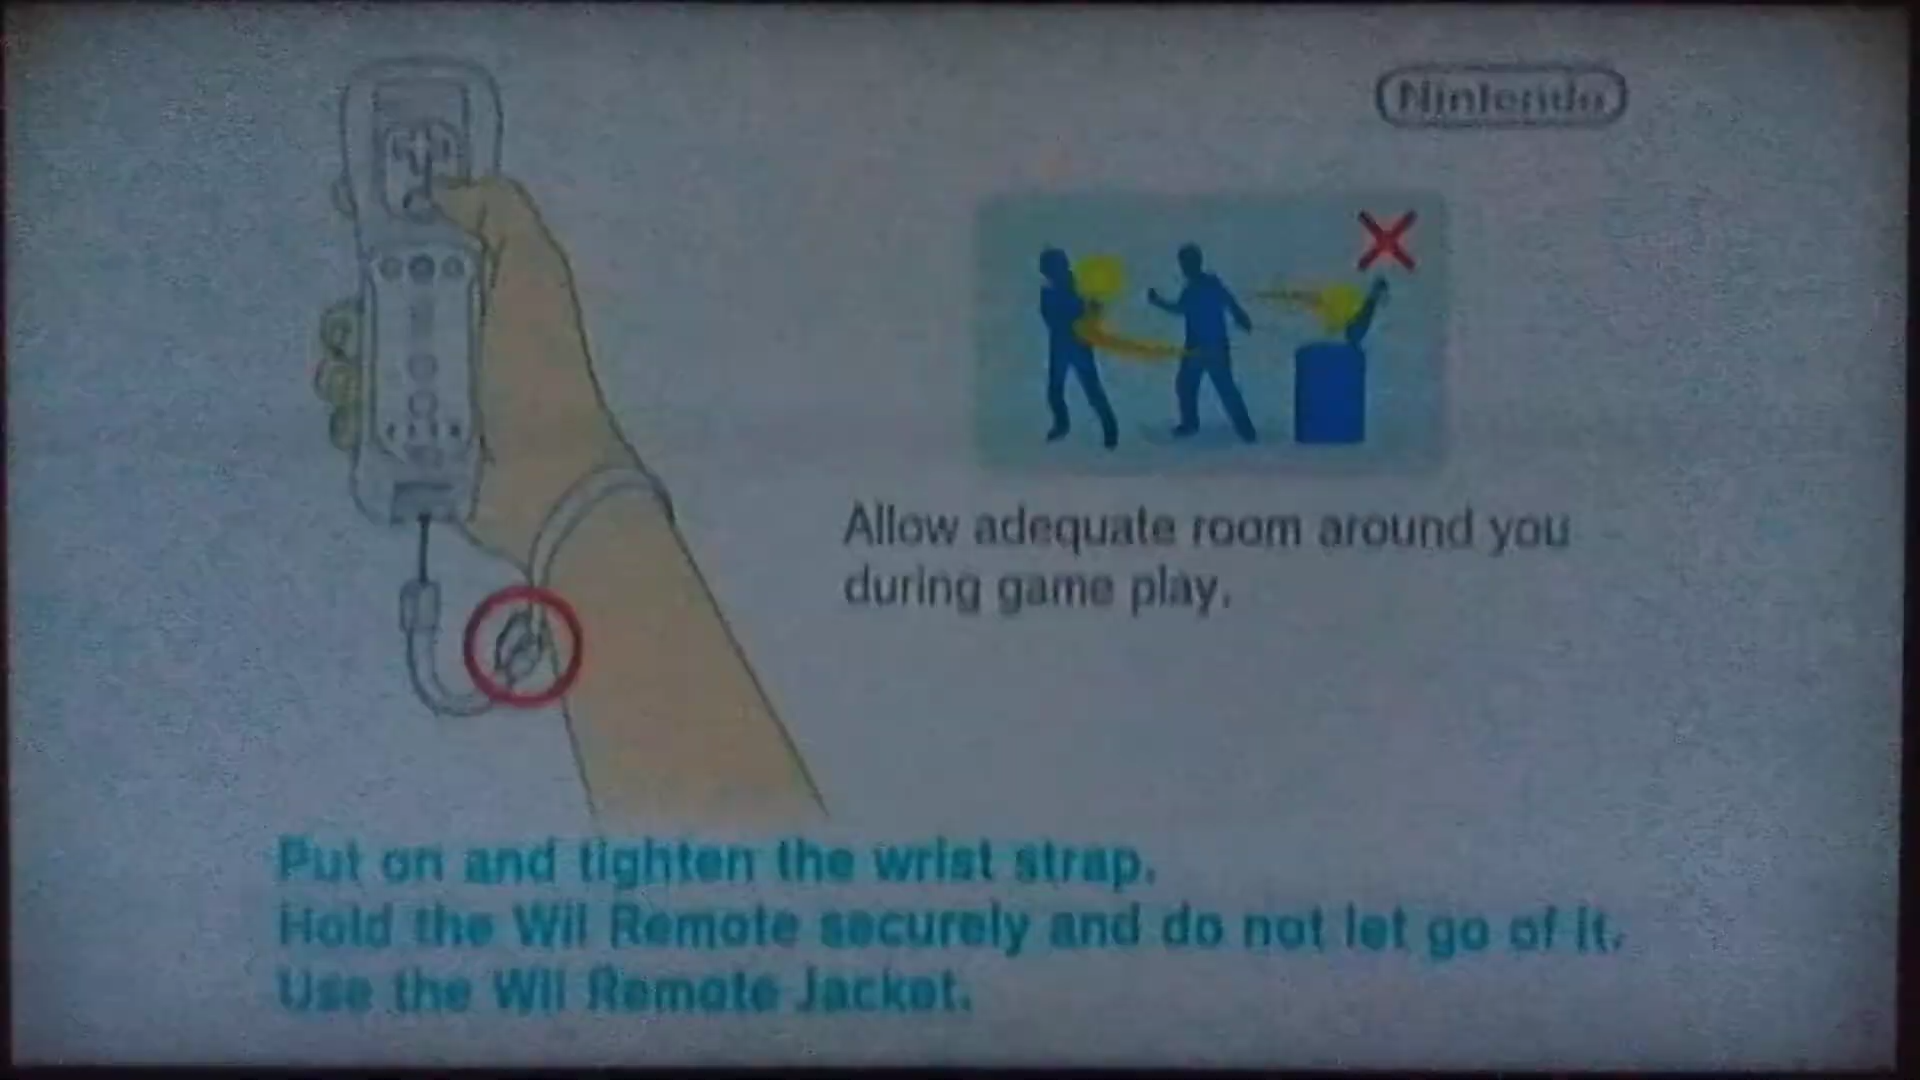 Nintendo
Allow adequate room around you
during game play.
Put on and tighten the wrist strap.
Hold the Wii Remote securely and do not let go of it.
Use the Wii Remote Jacket.